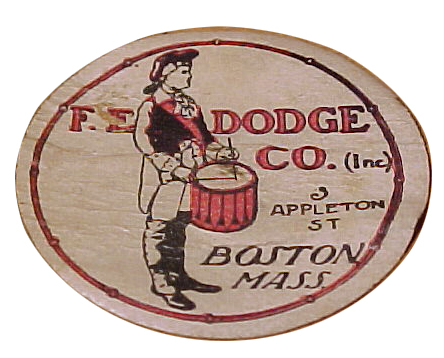 F. E. DODGE
CO. (Inc)
3
APPLETON
ST
BOSTON
MASS.